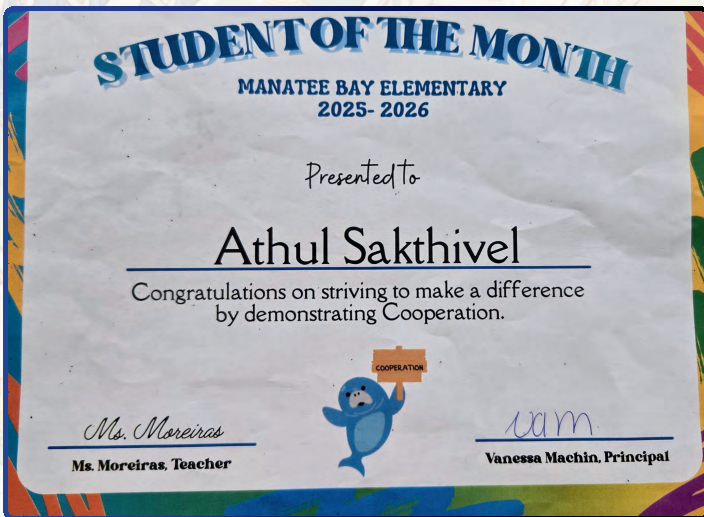 STUDENT OF THE MONTH
MANATEE BAY ELEMENTARY
2025- 2026
Presented to
Athul Sakthivel
Congratulations on striving to make a difference
by demonstrating Cooperation.
COOPERATION
Ms. Moreiras
Ms. Moreiras, Teacher
vam
Vanessa Machin, Principal